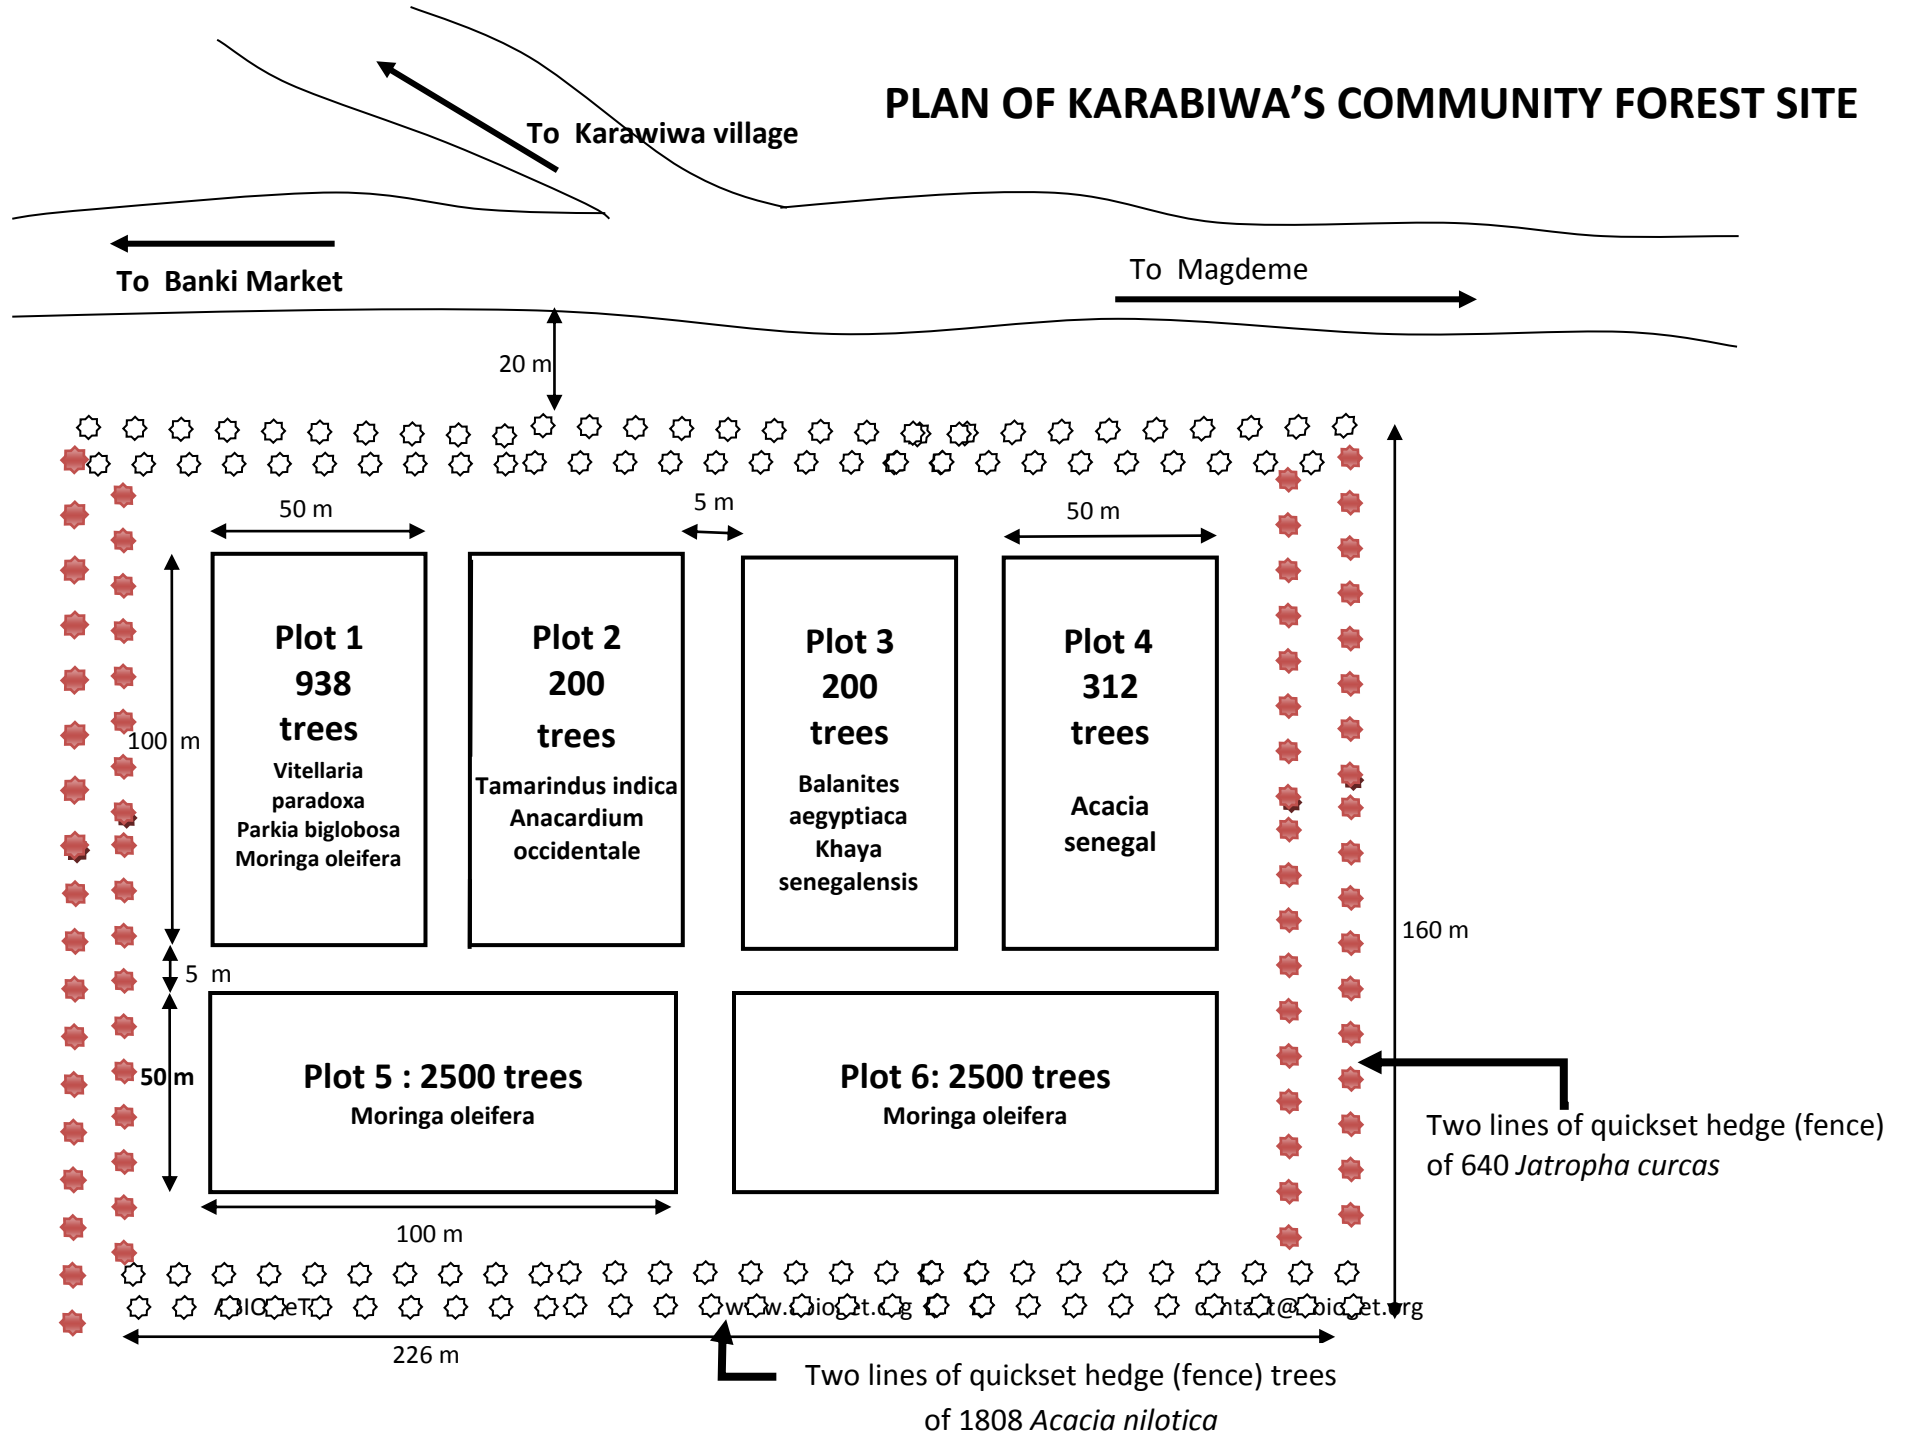 PLAN OF KARABIWA’S COMMUNITY FOREST SITE
To Karawiwa village
To Banki Market
To Magdeme
20 m
50 m
5 m
50 m
Plot 1
938
trees
Vitellaria
paradoxa
Parkia biglobosa
Moringa oleifera
Plot 2
200
trees
Tamarindus indica
Anacardium
occidentale
Plot 3
200
trees
Balanites
aegyptiaca
Khaya
senegalensis
Plot 4
312
trees
Acacia
senegal
100 m
160 m
5 m
50 m
Plot 5 : 2500 trees
Moringa oleifera
Plot 6: 2500 trees
Moringa oleifera
100 m
Two lines of quickset hedge (fence)
of 640 Jatropha curcas
226 m
Two lines of quickset hedge (fence) trees
of 1808 Acacia nilotica